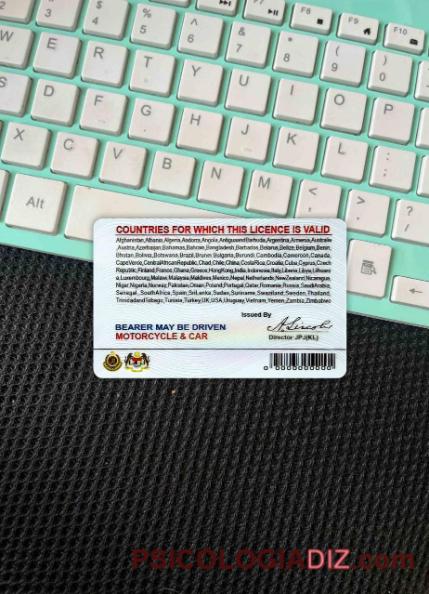 $
%
^
&
*
(
)
3
4
5
6
7
8
9
0
F8
F9
F10
W
E
R
T
Y
U
I
O
P
S
D
F
G
H
J
K
L
X
C
V
B
N
M
<
>
?
,
.
/
Alt
COUNTRIES FOR WHICH THIS LICENCE IS VALID
Afghanistan,Albania,Algeria,Andorra,Angola,AntiguaandBarbuda,Argentina,Armenia,Australia
Austria,Azerbaijan,Bahamas,Bahrain,Bangladesh,Barbados,Belarus,Belize,Belgium,Benin,
Bhutan,Bolivia,Botswana,Brazil,Brunei,Bulgaria,Burundi,Cambodia,Cameroon,Canada,
CapeVerde,CentralAfricanRepublic,Chad,Chile,China,CostaRica,Croatia,Cuba,Cyprus,Czech
Republic,Finland,France,Ghana,Greece,HongKong,India,Indonesia,Italy,Liberia,Libya,Lithuania
Luxembourg,Malawi,Malaysia,Maldives,Mexico,Nepal,Netherlands,NewZealand,Nicaragua,
Niger,Nigeria,Norway,Pakistan,Oman,Poland,Portugal,Qatar,Romania,Russia,SaudiArabia,
Senegal,SouthAfrica,Spain,SriLanka,Sudan,Suriname,Swaziland,Sweden,Thailand,
TrinidadandTobago,Tunisia,Turkey,UK,USA,Uruguay,Vietnam,Yemen,Zambia,Zimbabwe
Issued By
BEARER MAY BE DRIVEN
MOTORCYCLE & CAR
Director JPJ(KL)
PSICOLOGIADIZ.com